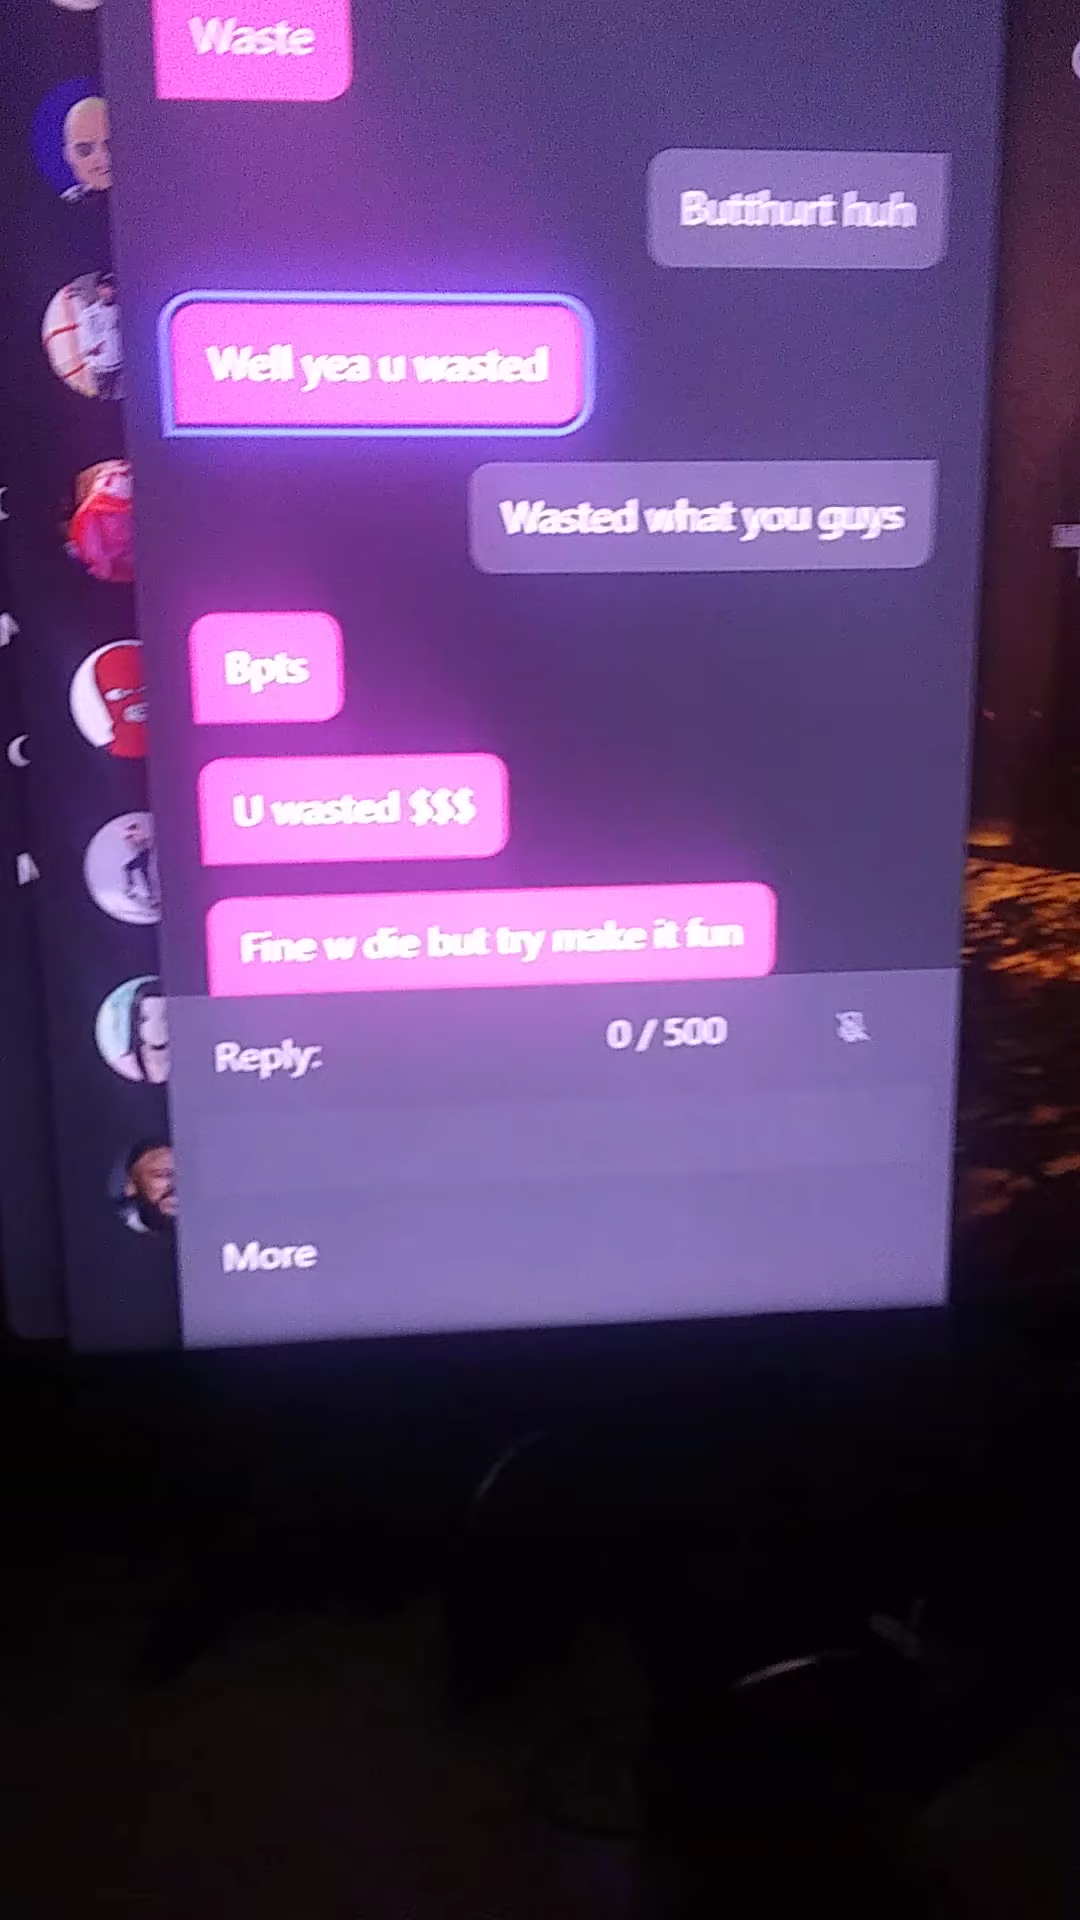 Waste
Butthurt huh
Well yea u wasted
Wasted what you guys
Bpts
U wasted $$$
Fine w die but try make it fun
Reply:
0 / 500
More